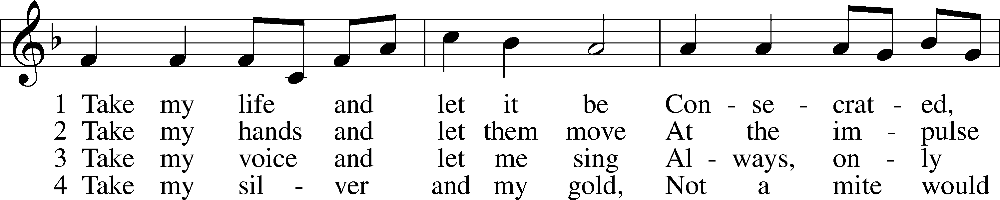 1 Take my life and let it be Con - se - crat - ed,
2 Take my hands and let them move At the im - pulse
3 Take my voice and let me sing Al - ways, on - ly
4 Take my sil - ver and my gold, Not a mite would